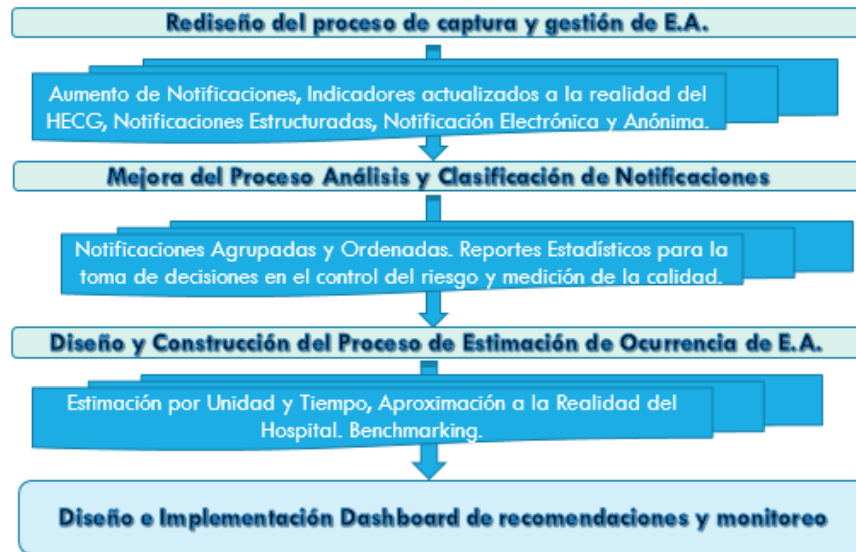 Rediseño del proceso de captura y gestión de E.A.
Aumento de Notificaciones, Indicadores actualizados a la realidad del
HECG, Notificaciones Estructuradas, Notificación Electrónica y Anónima.
Mejora del Proceso Análisis y Clasificación de Notificaciones
Notificaciones Agrupadas y Ordenadas. Reportes Estadísticos para la
toma de decisiones en el control del riesgo y medición de la calidad.
Diseño y Construcción del Proceso de Estimación de Ocurrencia de E.A.
Estimación por Unidad y Tiempo, Aproximación a la Realidad del
Hospital. Benchmarking.
Diseño e Implementación Dashboard de recomendaciones y monitoreo